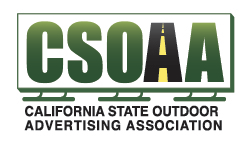 CSOAA
CALIFORNIA STATE OUTDOOR
ADVERTISING ASSOCIATION